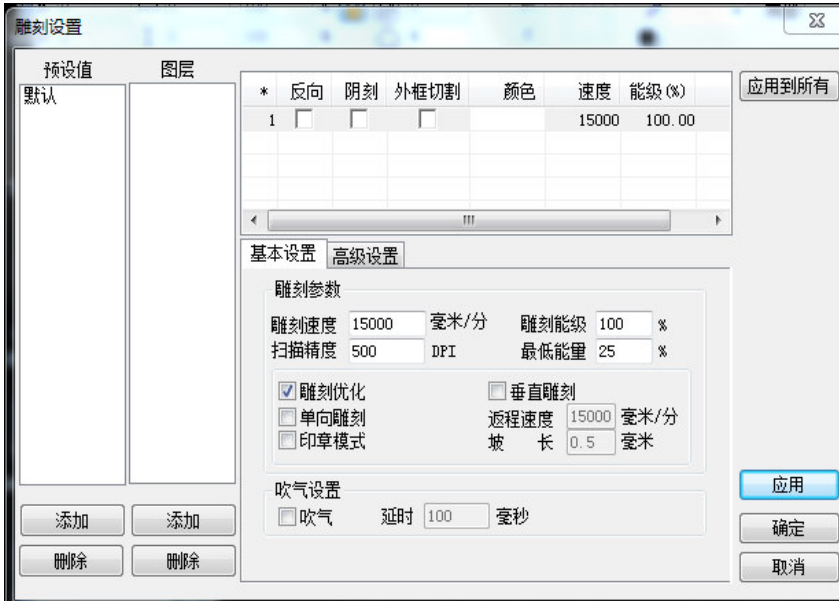 雕刻设置
预设值 图层
默认
* 反向 阴刻 外框切割 颜色 速度 能级(%)
1 15000 100.00
应用到所有
基本设置 高级设置
雕刻参数
雕刻速度 15000 毫米/分 雕刻能级 100 %
扫描精度 500 DPI 最低能量 25 %
雕刻优化 垂直雕刻
单向雕刻 返程速度 15000 毫米/分
印章模式 坡 长 0.5 毫米
吹气设置
吹气 延时 100 毫秒
添加 添加
删除 删除
应用
确定
取消